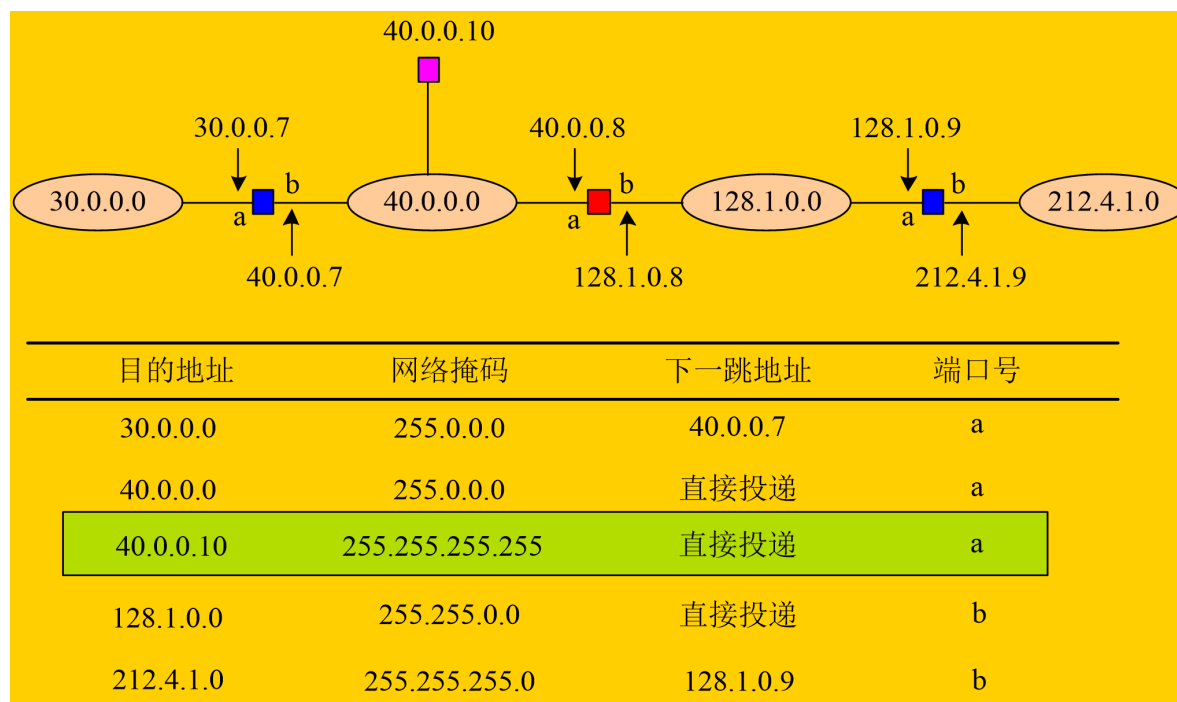 40.0.0.10
30.0.0.7 40.0.0.8 128.1.0.9
b b b
30.0.0.0 40.0.0.0 128.1.0.0 212.4.1.0
a a a
40.0.0.7 128.1.0.8 212.4.1.9
目的地址 网络掩码 下一跳地址 端口号
30.0.0.0 255.0.0.0 40.0.0.7 a
40.0.0.0 255.0.0.0 直接投递 a
40.0.0.10 255.255.255.255 直接投递 a
128.1.0.0 255.255.0.0 直接投递 b
212.4.1.0 255.255.255.0 128.1.0.9 b